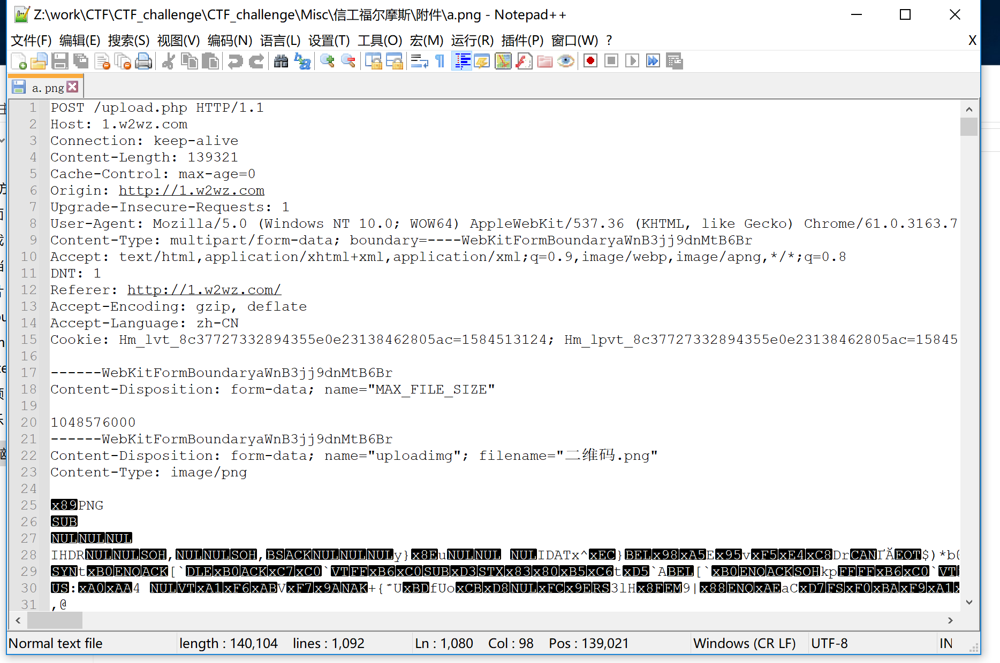 Z:\work\CTF\CTF_challenge\CTF_challenge\Misc\信工福尔摩斯\附件\a.png - Notepad++
文件(F) 编辑(E) 搜索(S) 视图(V) 编码(N) 语言(L) 设置(T) 工具(O) 宏(M) 运行(R) 插件(P) 窗口(W) ? X
a.png
1 POST /upload.php HTTP/1.1
2 Host: 1.w2wz.com
3 Connection: keep-alive
4 Content-Length: 139321
5 Cache-Control: max-age=0
6 Origin: http://1.w2wz.com
7 Upgrade-Insecure-Requests: 1
8 User-Agent: Mozilla/5.0 (Windows NT 10.0; WOW64) AppleWebKit/537.36 (KHTML, like Gecko) Chrome/61.0.3163.7
9 Content-Type: multipart/form-data; boundary=----WebKitFormBoundaryaWnB3jj9dnMtB6Br
10 Accept: text/html,application/xhtml+xml,application/xml;q=0.9,image/webp,image/apng,*/*;q=0.8
11 DNT: 1
12 Referer: http://1.w2wz.com/
13 Accept-Encoding: gzip, deflate
14 Accept-Language: zh-CN
15 Cookie: Hm_lvt_8c37727332894355e0e23138462805ac=1584513124; Hm_lpvt_8c37727332894355e0e23138462805ac=15845
16
17 ------WebKitFormBoundaryaWnB3jj9dnMtB6Br
18 Content-Disposition: form-data; name="MAX_FILE_SIZE"
19
20 1048576000
21 ------WebKitFormBoundaryaWnB3jj9dnMtB6Br
22 Content-Disposition: form-data; name="uploadimg"; filename="二维码.png"
23 Content-Type: image/png
24
25 x89PNG
26 SUB
27 NULNULNUL
28 IHDRNULNULSOH,NULNULSOH,BSACKNULNULNULy}x8EuNULNUL NULIDATx^xEC}BELx98xA5Ex95vxF5xE4xC8DrCANΓĂEOT$)*b
29 SYNtxB0ENQACK[`DLExB0ACKxC7xC0`VTFFxB6xC0SUBxD3STXx83x80xB5xC6txD5`ABEL[`xB0ENQACKSOHkpFFFFxB6xC0`VT
30 US:xA0xAA4 NULVTxA1xF6xABVxF7x9ANAK+{˜UxBDfUoxCBxD8NULxFCx9ERS3lHx8FEM9|x88ENQxAEaCxD7FSxF0xBAxF9xA1
31 ,@
Normal text file length : 140,104 lines : 1,092 Ln : 1,080 Col : 98 Pos : 139,021 Windows (CR LF) UTF-8 IN